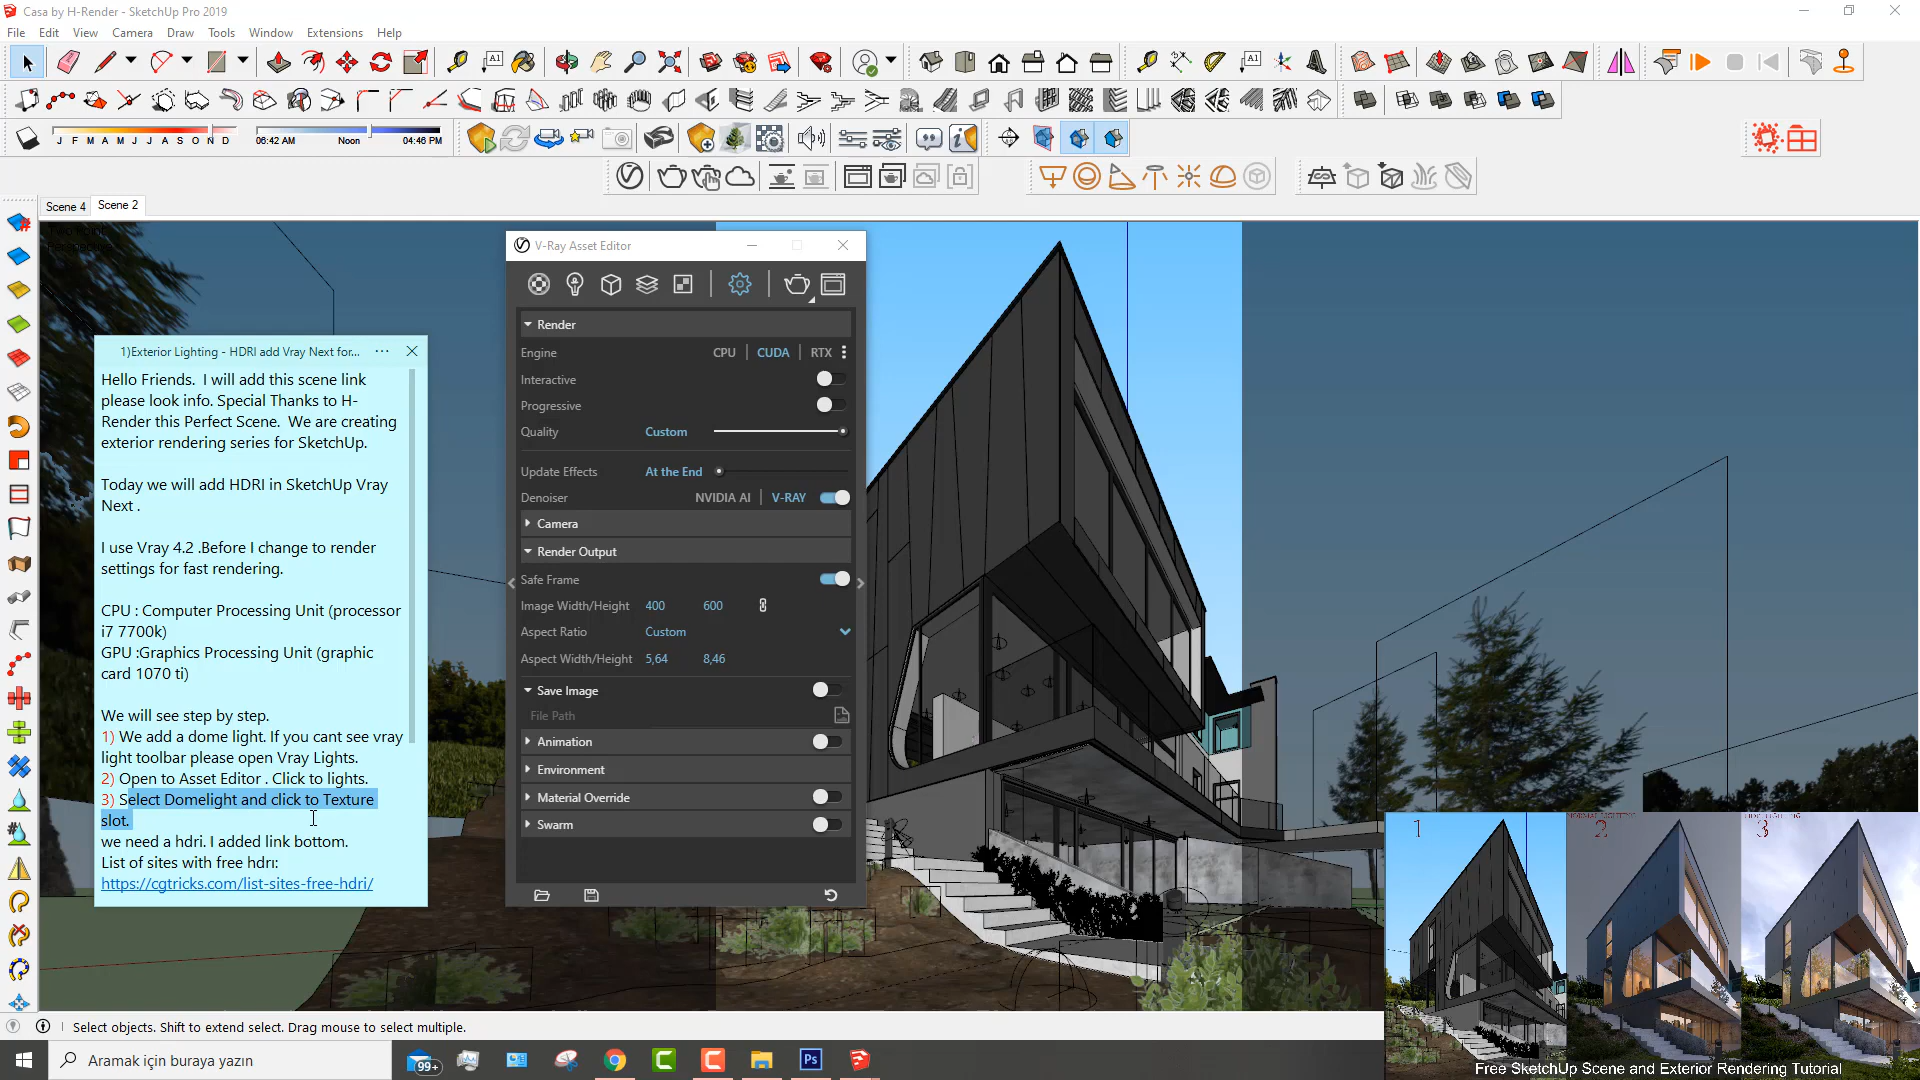 Casa by H-Render - SketchUp Pro 2019
File Edit View Camera Draw Tools Window Extensions Help
A1
A1
J F M A M J J A S O N D
06:42 AM Noon 04:46 PM
Scene 4 Scene 2
V-Ray Asset Editor
Render
Engine CPU CUDA RTX
Interactive
Progressive
Quality Custom
Update Effects At the End
Denoiser NVIDIA AI V-RAY
Camera
Render Output
Safe Frame
Image Width/Height 400 600
Aspect Ratio Custom
Aspect Width/Height 5,64 8,46
Save Image
File Path
Animation
Environment
Material Override
Swarm
1)Exterior Lighting - HDRI add Vray Next for...
Hello Friends. I will add this scene link
please look info. Special Thanks to H-
Render this Perfect Scene. We are creating
exterior rendering series for SketchUp.
Today we will add HDRI in SketchUp Vray
Next .
I use Vray 4.2 .Before I change to render
settings for fast rendering.
CPU : Computer Processing Unit (processor
i7 7700k)
GPU :Graphics Processing Unit (graphic
card 1070 ti)
We will see step by step.
1) We add a dome light. If you cant see vray
light toolbar please open Vray Lights.
2) Open to Asset Editor . Click to lights.
3) Select Domelight and click to Texture
slot.
we need a hdri. I added link bottom.
List of sites with free hdrı:
https://cgtricks.com/list-sites-free-hdri/
1 2 3
Select objects. Shift to extend select. Drag mouse to select multiple.
Aramak için buraya yazın
99+
Ps
Free SketchUp Scene and Exterior Rendering Tutorial